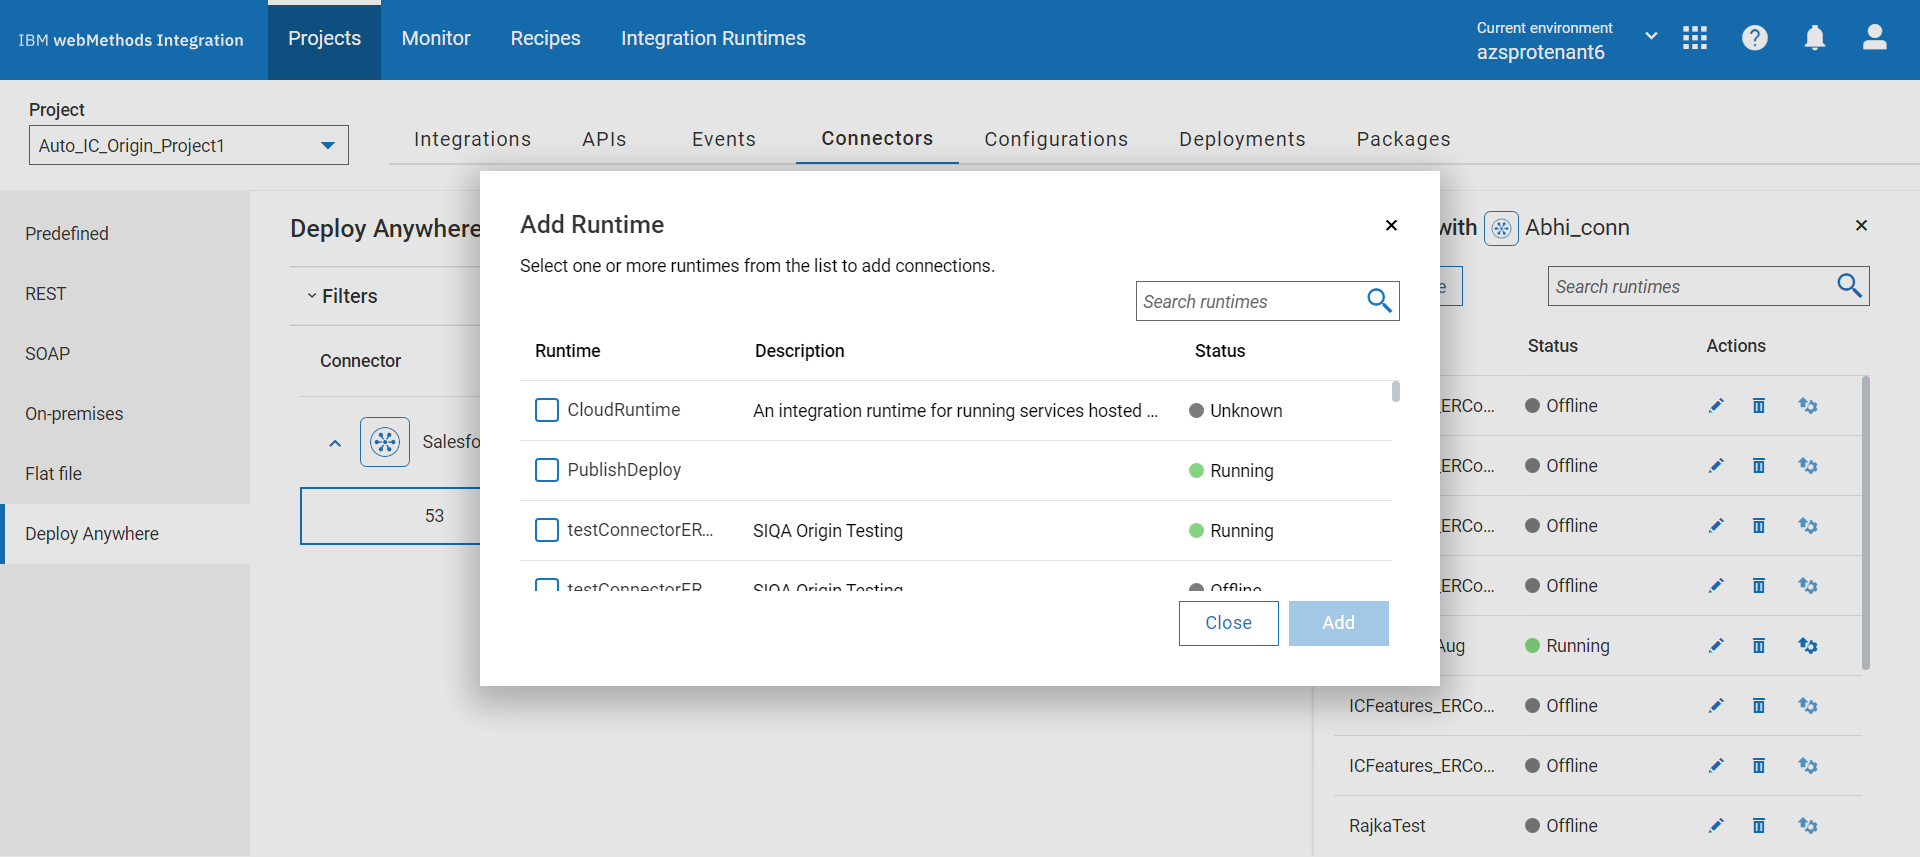 IBM webMethods Integration
Projects
Monitor
Recipes
Integration Runtimes
Current environment
azsprotenant6
Project
Auto_IC_Origin_Project1
Integrations
APIs
Events
Connectors
Configurations
Deployments
Packages
Predefined
REST
SOAP
On-premises
Flat file
Deploy Anywhere
Deploy Anywhere
Filters
Connector
Salesfo
53
Add Runtime
Select one or more runtimes from the list to add connections.
Search runtimes
Runtime Description Status
CloudRuntime An integration runtime for running services hosted ... Unknown
PublishDeploy Running
testConnectorER... SIQA Origin Testing Running
testConnectorER SIQA Origin Testing Offline
Close
Add
with Abhi_conn
e
Search runtimes
Status Actions
_ERCo... Offline
_ERCo... Offline
_ERCo... Offline
_ERCo... Offline
Aug Running
ICFeatures_ERCo... Offline
ICFeatures_ERCo... Offline
RajkaTest Offline